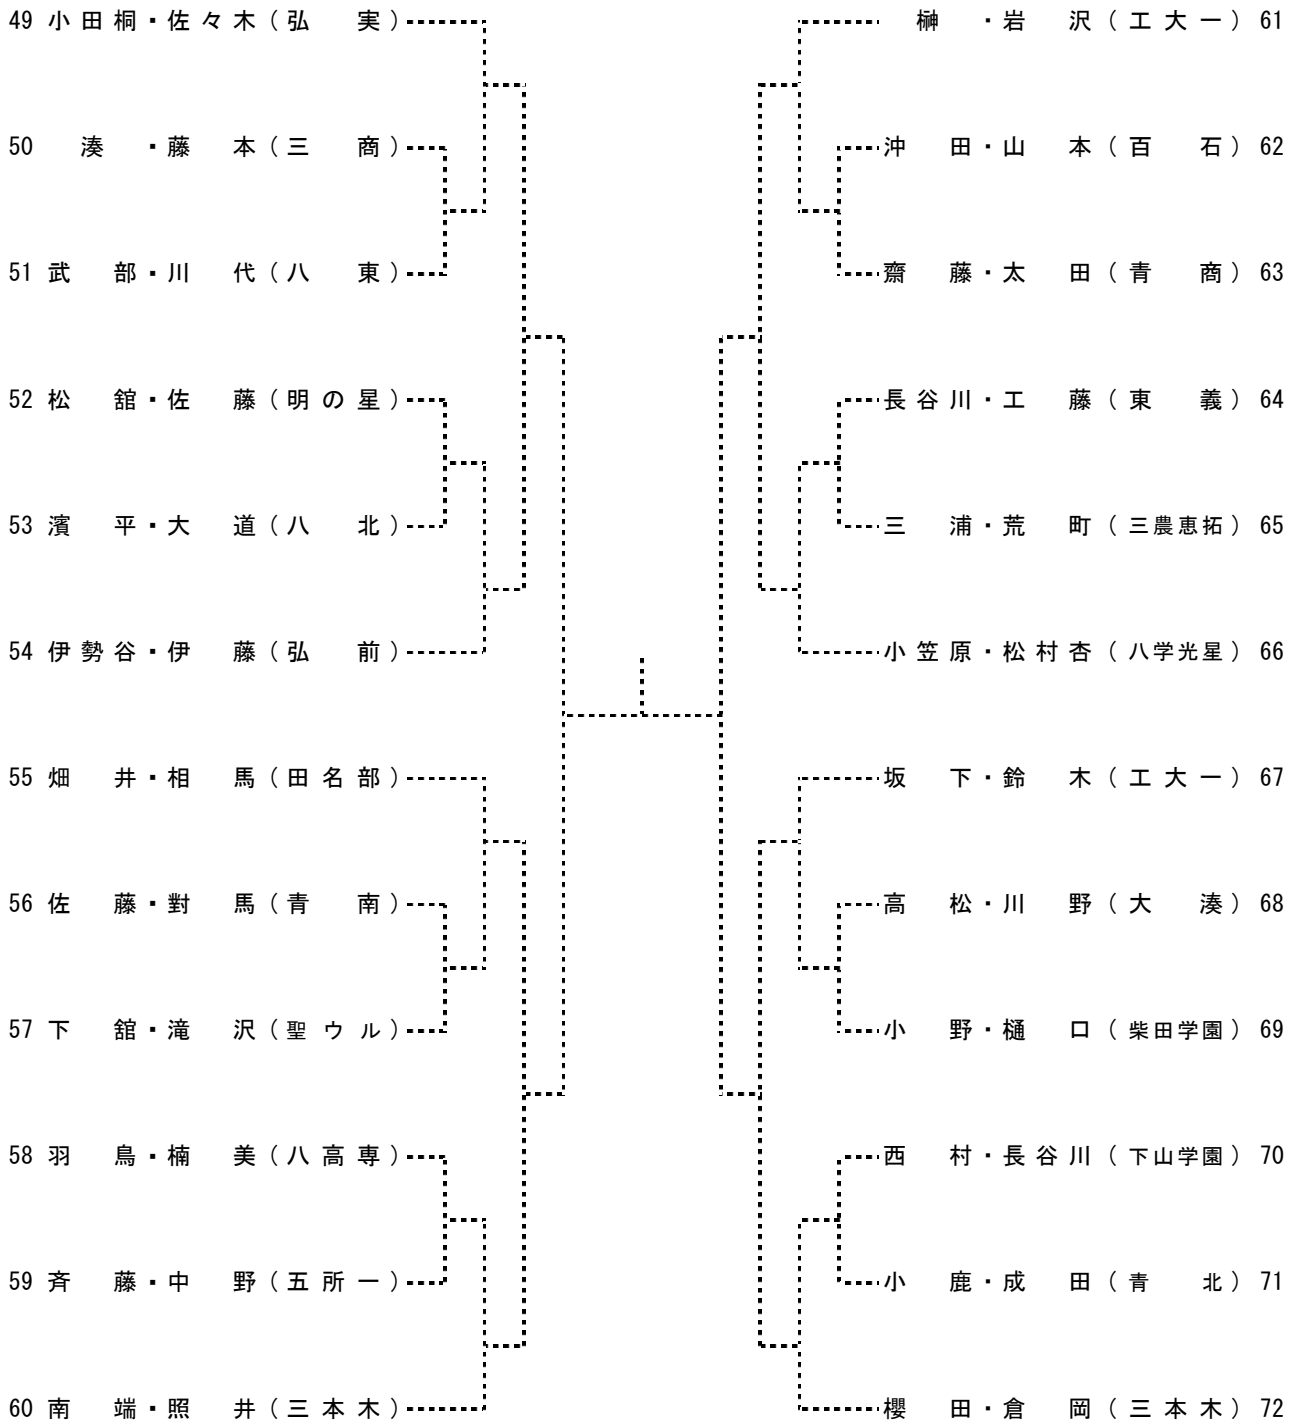 49 小田桐・佐々木(弘 実)
50 湊 ・藤 本(三 商)
51 武 部・川 代(八 東)
52 松 舘・佐 藤(明の星)
53 濱 平・大 道(八 北)
54 伊勢谷・伊 藤(弘 前)
55 畑 井・相 馬(田名部)
56 佐 藤・對 馬(青 南)
57 下 舘・滝 沢(聖ウル)
58 羽 鳥・楠 美(八高専)
59 斉 藤・中 野(五所一)
60 南 端・照 井(三本木)
榊 ・岩 沢(工大一) 61
沖 田・山 本(百 石) 62
齋 藤・太 田(青 商) 63
長谷川・工 藤(東 義) 64
三 浦・荒 町(三農恵拓) 65
小笠原・松村杏(八学光星) 66
坂 下・鈴 木(工大一) 67
高 松・川 野(大 湊) 68
小 野・樋 口(柴田学園) 69
西 村・長谷川(下山学園) 70
小 鹿・成 田(青 北) 71
櫻 田・倉 岡(三本木) 72